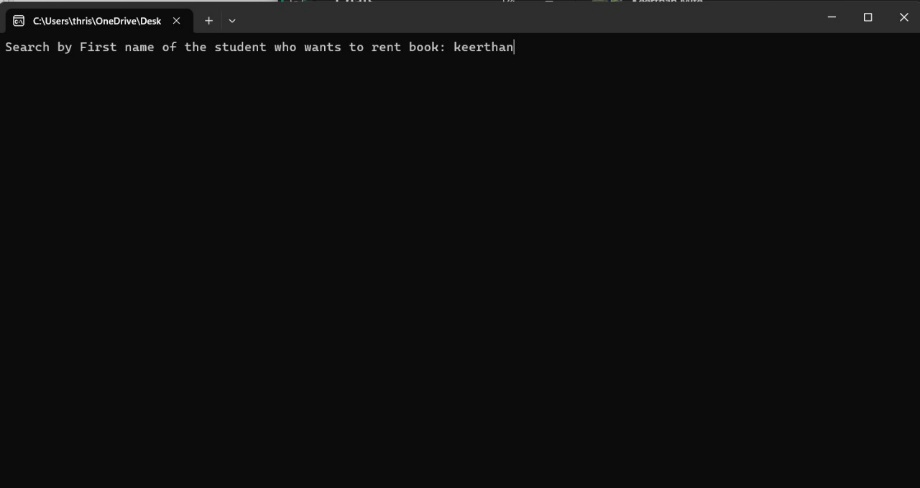 C:\Users\thris\OneDrive\Desk
Search by First name of the student who wants to rent book: keerthan